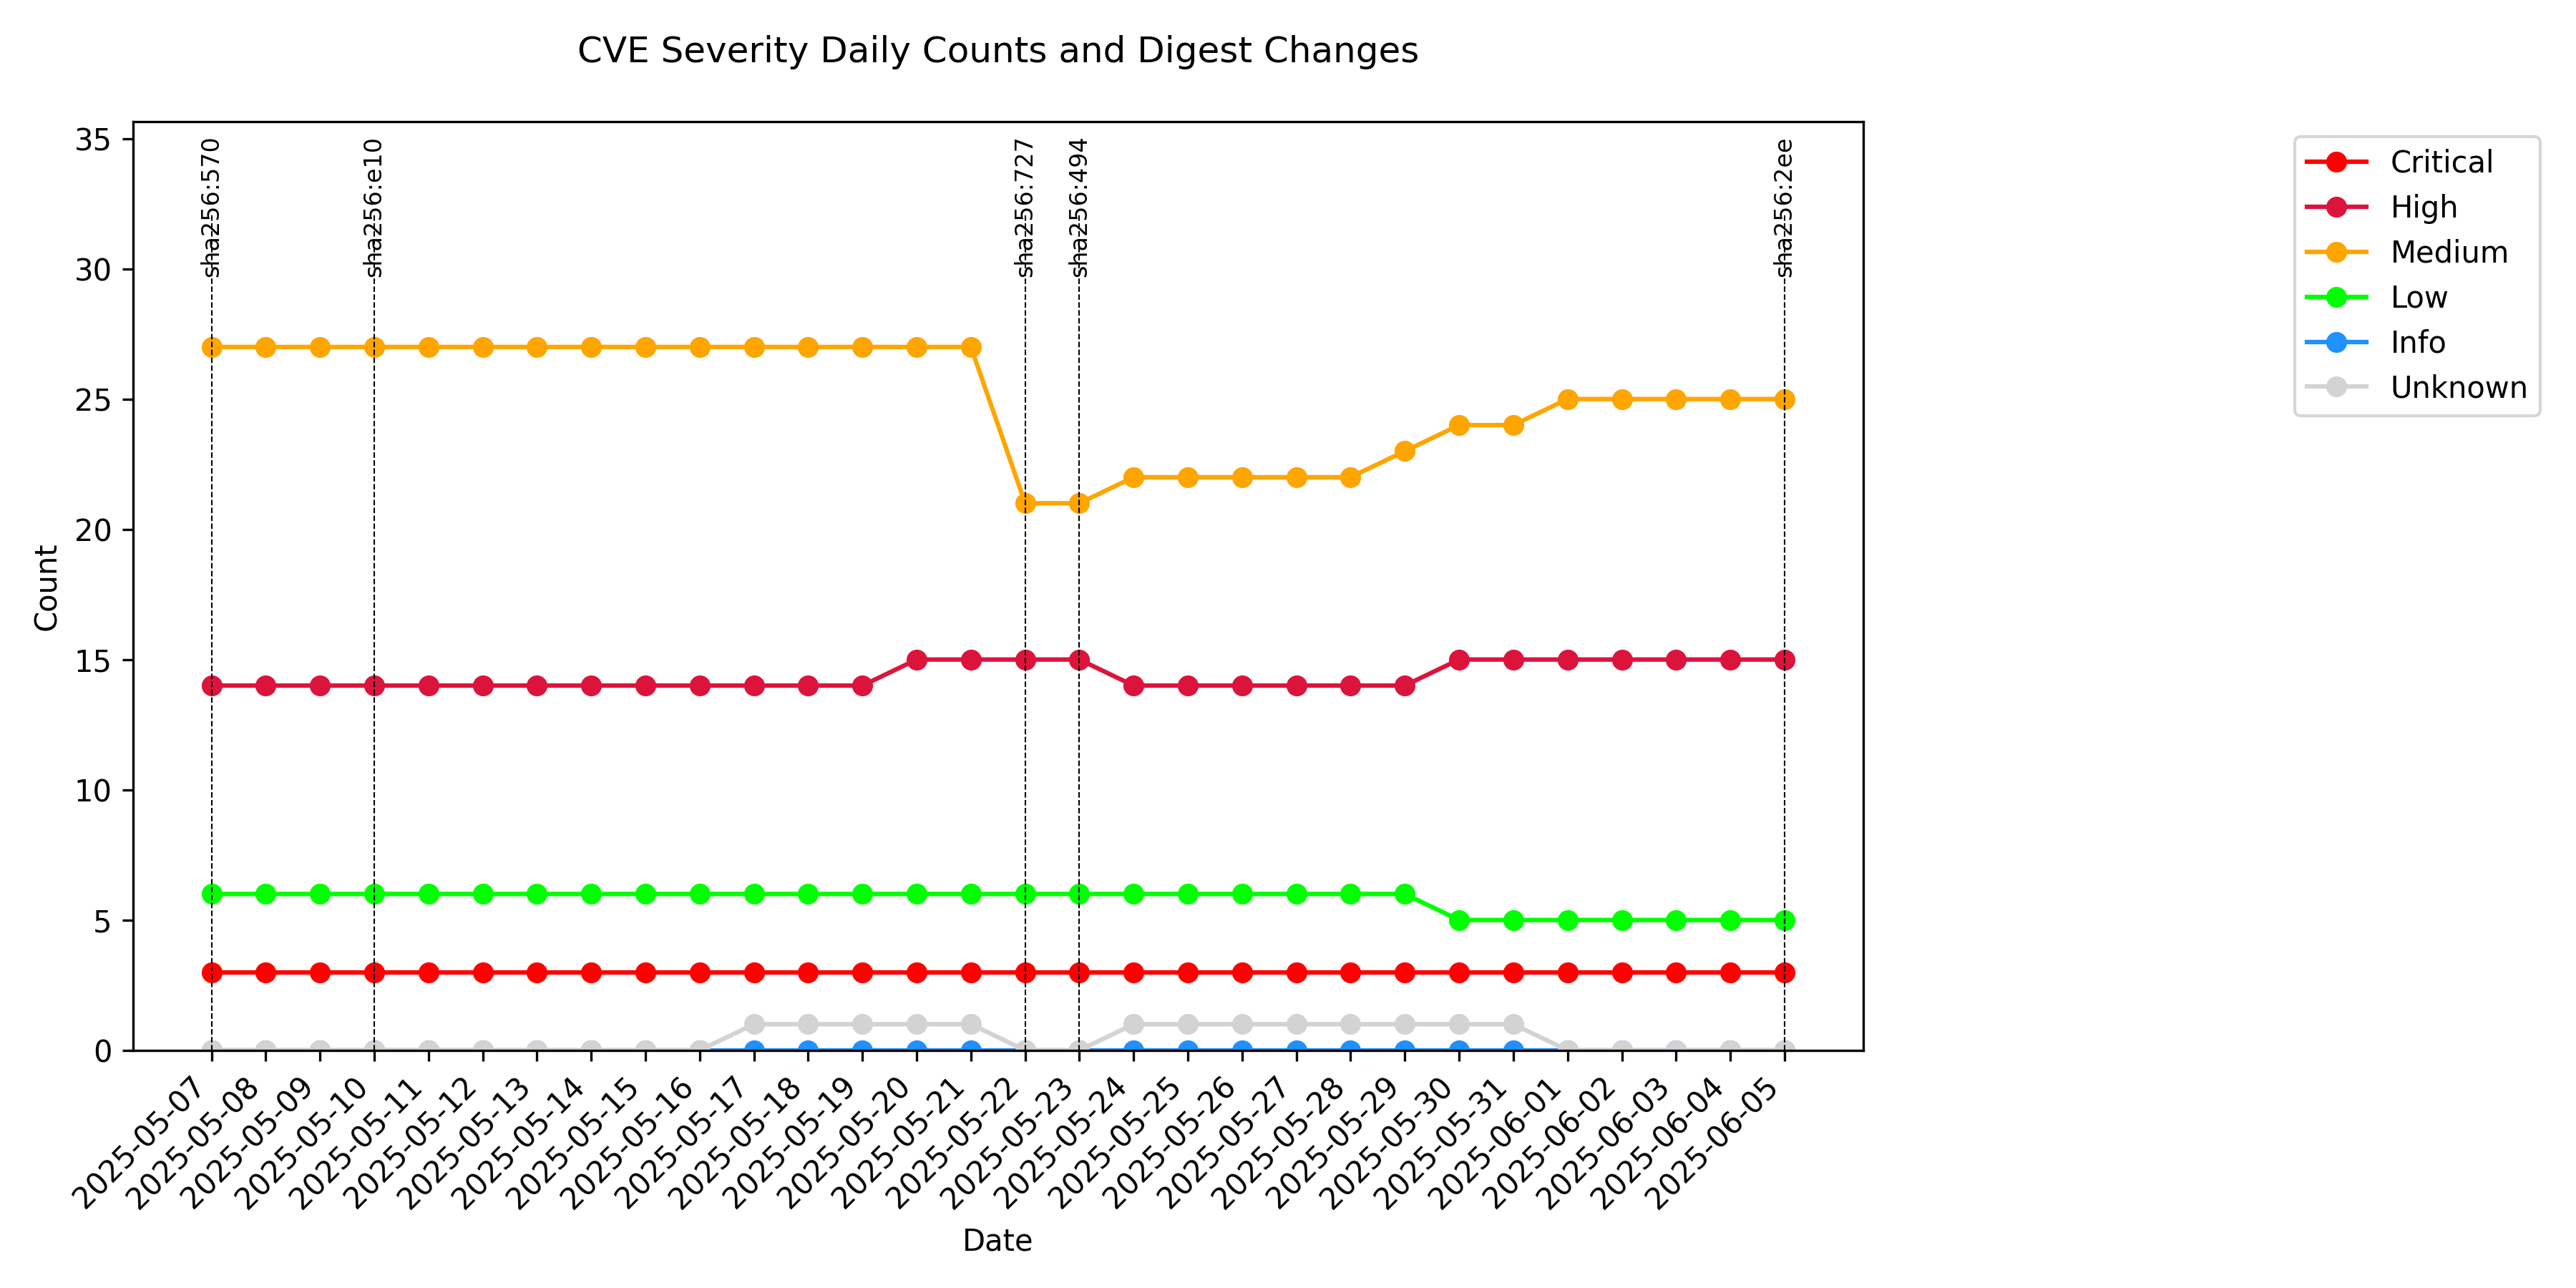 CVE Severity Daily Counts and Digest Changes
35
30
25
20
15
10
5
0
Count
sha256:570
sha256:e10
sha256:727
sha256:494
sha256:2ee
Critical
High
Medium
Low
Info
Unknown
2025-05-07
2025-05-08
2025-05-09
2025-05-10
2025-05-11
2025-05-12
2025-05-13
2025-05-14
2025-05-15
2025-05-16
2025-05-17
2025-05-18
2025-05-19
2025-05-20
2025-05-21
2025-05-22
2025-05-23
2025-05-24
2025-05-25
2025-05-26
2025-05-27
2025-05-28
2025-05-29
2025-05-30
2025-05-31
2025-06-01
2025-06-02
2025-06-03
2025-06-04
2025-06-05
Date